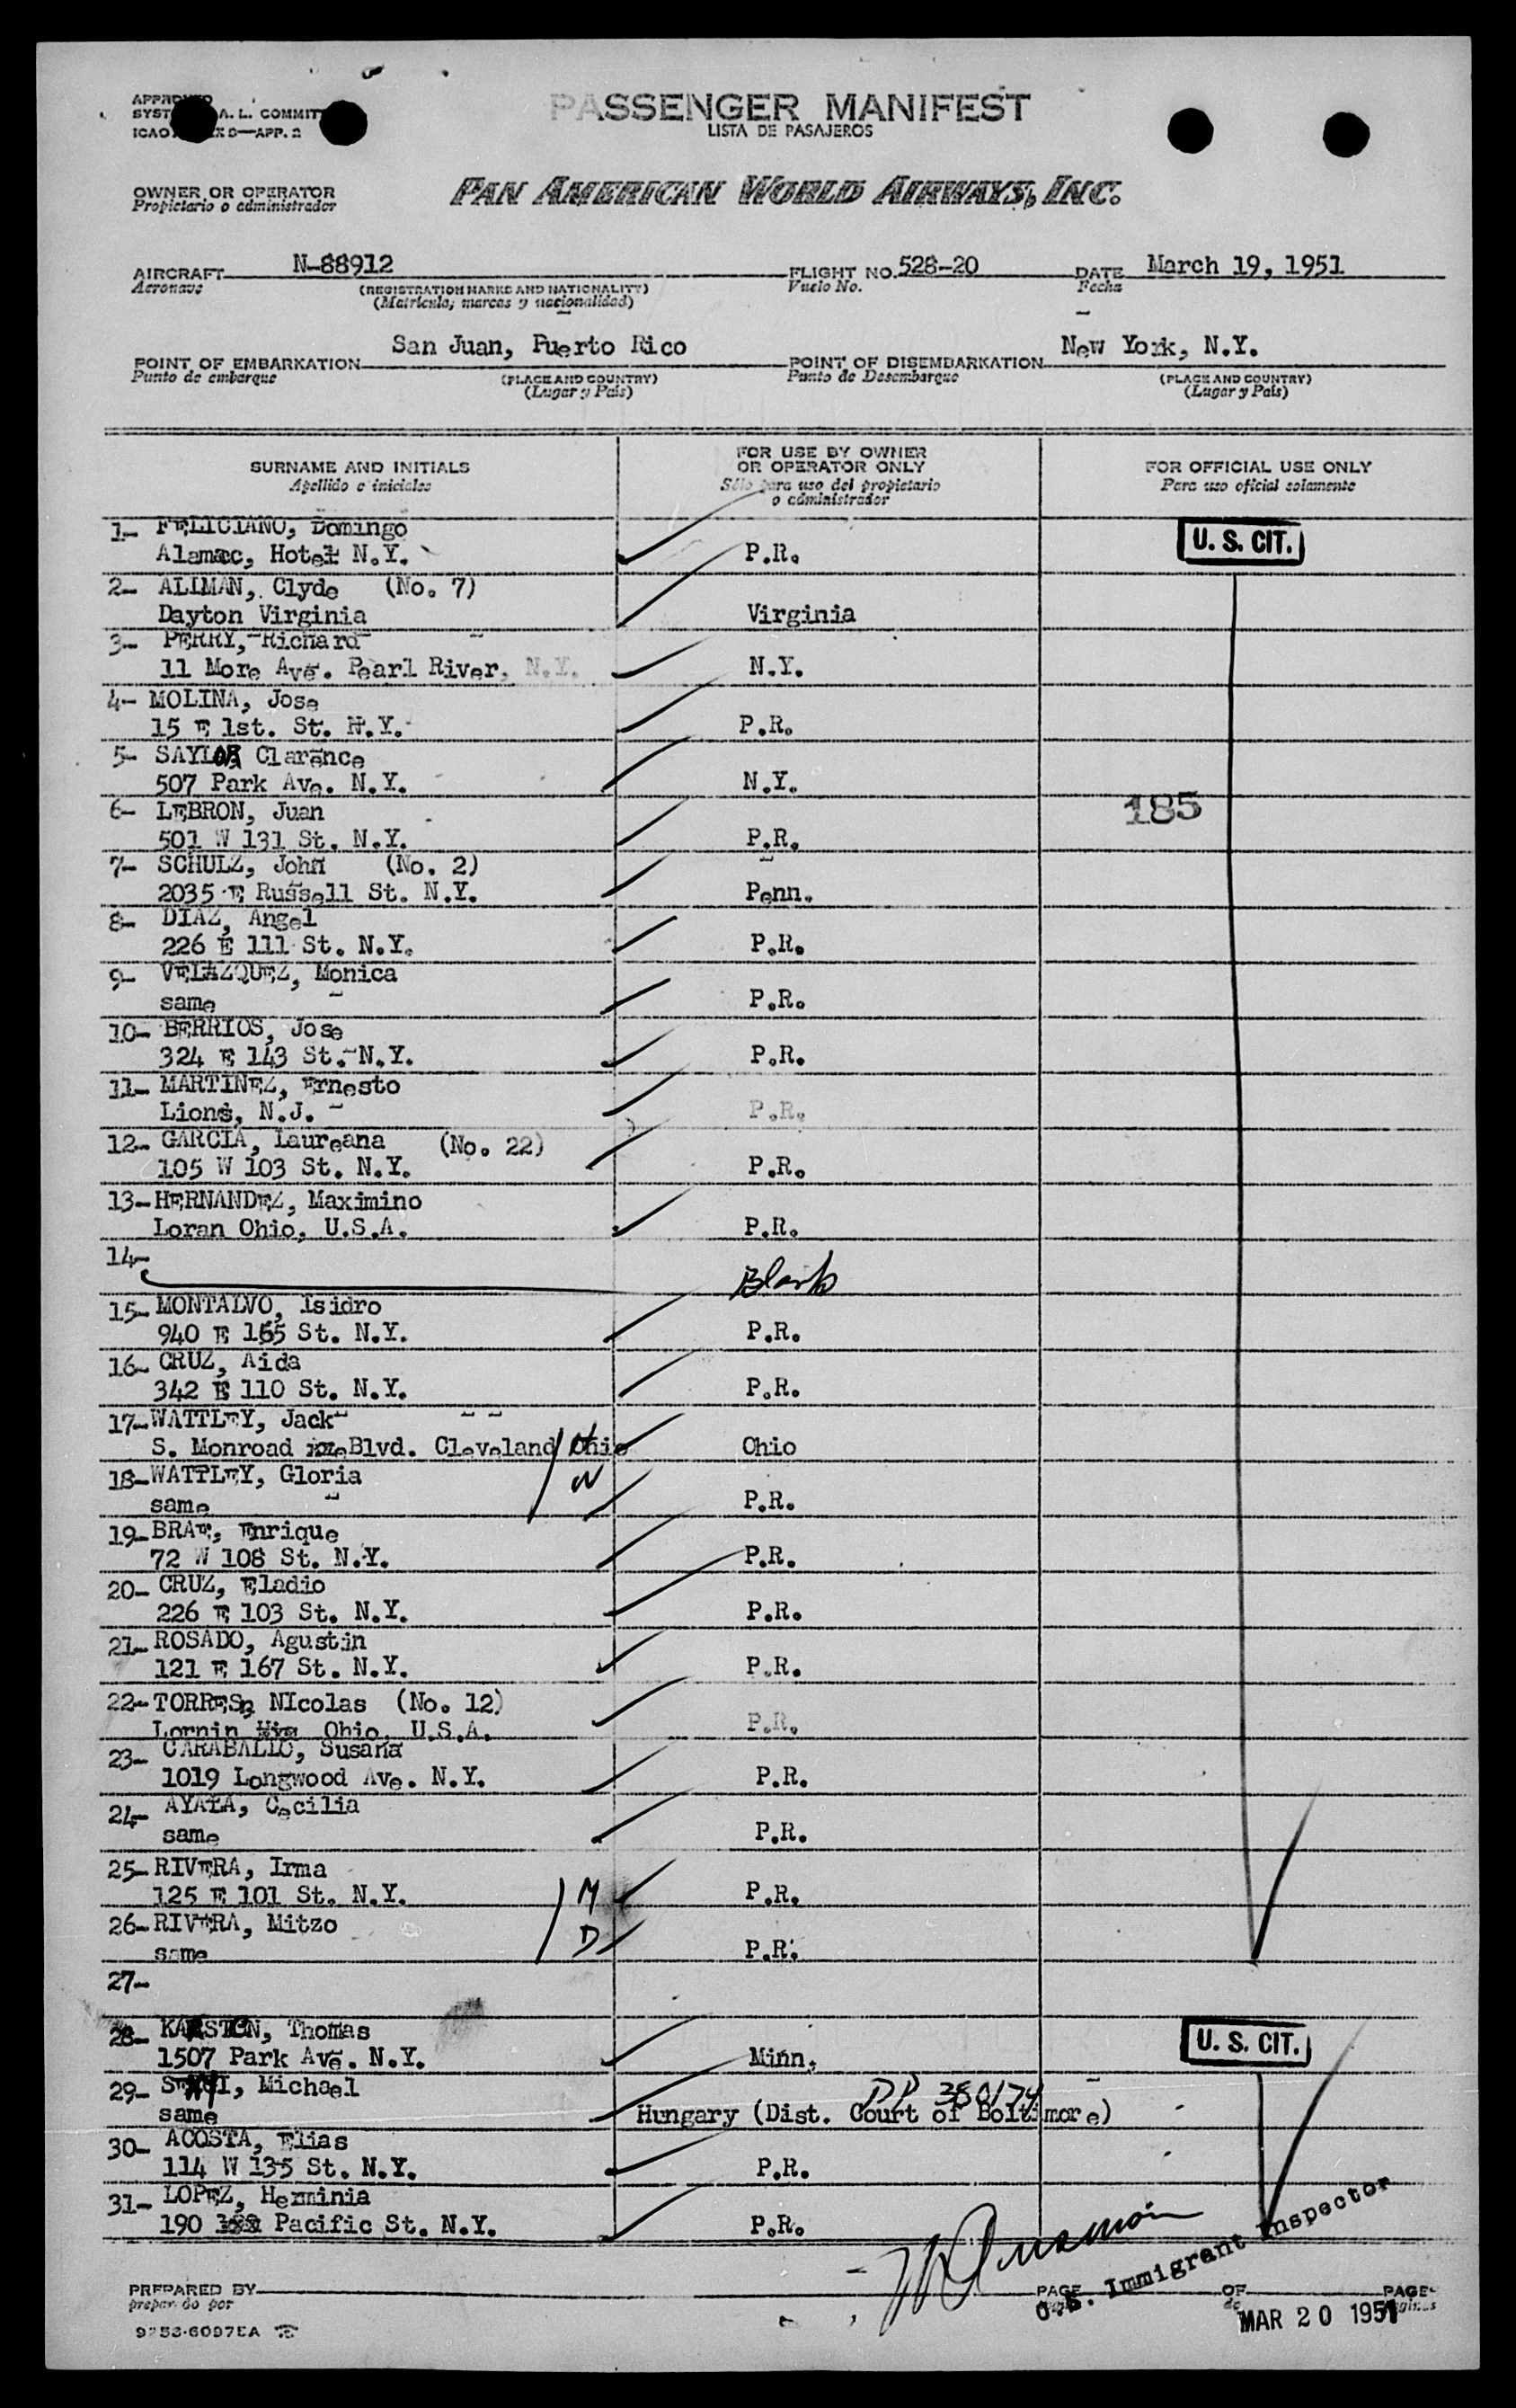 PASSENGER MANIFEST
LISTA DE PASAJEROS
A. L. COMMIT
ICAO
D—APP. 2
OWNER OR OPERATOR
Propietario o administrador
PAN AMERICAN WORLD AIRWAYS, INC.
AIRCRAFT N-88912 FLIGHT NO. 528-20 DATE March 19, 1951
Aeronave (REGISTRATION MARKS AND NATIONALITY) Vuelo No. Fecha
(Matricula, marcas y nacionalidad)
POINT OF EMBARKATION San Juan, Puerto Rico POINT OF DISEMBARKATION New York, N.Y.
Punto de embarque (PLACE AND COUNTRY) Punto de Desembarque (PLACE AND COUNTRY)
(Lugar y País) (Lugar y País)
SURNAME AND INITIALS FOR USE BY OWNER OR OPERATOR ONLY FOR OFFICIAL USE ONLY
Apellido e iniciales Sólo para uso del propietario o administrador Para uso oficial solamente
1- FELICIANO, Domingo
Alamac, Hotel N.Y. P.R. U. S. CIT.
2- ALIMAN, Clyde (No. 7)
Dayton Virginia Virginia
3- PERRY, Richard
11 More Ave. Pearl River, N.Y. N.Y.
4- MOLINA, Jose
15 E 1st. St. N.Y. P.R.
5- SAYLOR Clarence
507 Park Ave. N.Y. N.Y.
185
6- LEBRON, Juan
501 W 131 St. N.Y. P.R.
7- SCHULZ, John (No. 2)
2035 E Russell St. N.Y. Penn.
8- DIAZ, Angel
226 E 111 St. N.Y. P.R.
9- VELAZQUEZ, Monica
same P.R.
10- BERRIOS, Jose
324 E 143 St. N.Y. P.R.
11- MARTINEZ, Ernesto
Lions, N.J. P.R.
12- GARCIA, Laureana (No. 22)
105 W 103 St. N.Y. P.R.
13- HERNANDEZ, Maximino
Loran Ohio, U.S.A. P.R.
14- Blank
15- MONTALVO, Isidro
940 E 165 St. N.Y. P.R.
16- CRUZ, Aida
342 E 110 St. N.Y. P.R.
17- WATTLEY, Jack
S. Monroad Blvd. Cleveland Ohio H Ohio
18- WATTLEY, Gloria W
same P.R.
19- BRAE, Enrique
72 W 108 St. N.Y. P.R.
20- CRUZ, Eladio
226 E 103 St. N.Y. P.R.
21- ROSADO, Agustin
121 E 167 St. N.Y. P.R.
22- TORRES, NIcolas (No. 12)
Lornin Ohio, U.S.A. P.R.
23- CARABALLO, Susana
1019 Longwood Ave. N.Y. P.R.
24- AYALA, Cecilia
same P.R.
25- RIVERA, Irma
125 E 101 St. N.Y. M P.R.
26- RIVERA, Mitzo
same D P.R.
27-
28- KARSTON, Thomas
1507 Park Ave. N.Y. Minn. U. S. CIT.
29- Michael DP 380174
same Hungary (Dist. Court of Boltimore)
30- ACOSTA, Elias
114 W 135 St. N.Y. P.R.
31- LOPEZ, Herminia
190 Pacific St. N.Y. P.R.
U.S. Immigrant Inspector
PREPARED BY PAGE OF PAGES
preparado por de
MAR 20 1951